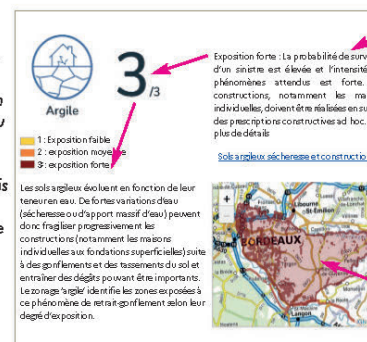 Argile
3 /3
1 : Exposition faible
2 : exposition moyenne
3 : exposition forte
Les sols argileux évoluent en fonction de leur
teneur en eau. De fortes variations d'eau
(sécheresse ou d'apport massif d'eau) peuvent
donc fragiliser progressivement les
constructions (notamment les maisons
individuelles aux fondations superficielles) suite
à des gonflements et des tassements du sol et
entraîner des dégâts pouvant être importants.
Le zonage 'argile' identifie les zones exposées à
ce phénomène de retrait-gonflement selon leur
degré d'exposition.
Exposition forte : La probabilité de surv
d'un sinistre est élevée et l'intensité
phénomènes attendus est forte.
constructions, notamment les ma
individuelles, doivent être réalisées en su
des prescriptions constructives ad hoc.
plus de détails
Sols argileux sécheresse et constructio
+
Libourne
St-Émilion
BORDEAUX
Langon